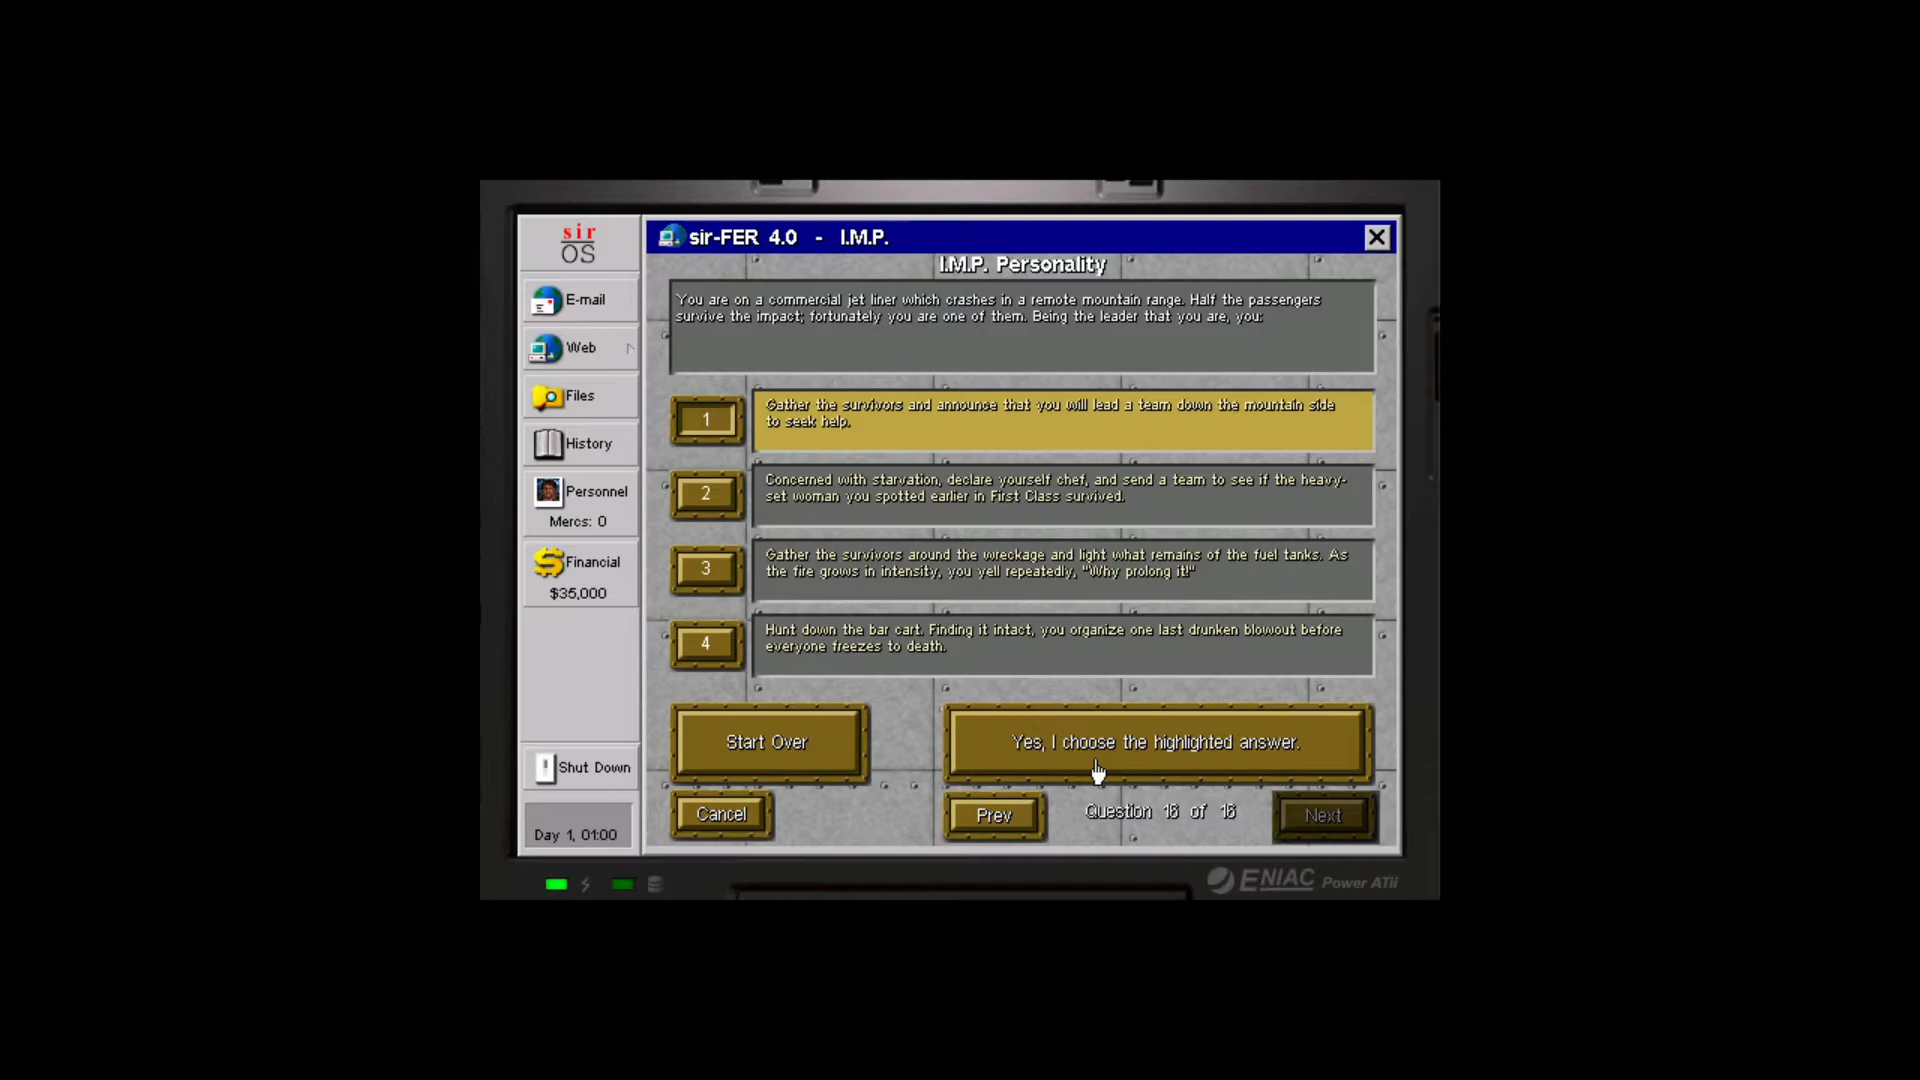 sir
OS
E-mail
Web
Files
History
Personnel
Mercs: 0
Financial
$35,000
Shut Down
Day 1, 01:00
sir-FER 4.0 - I.M.P.
I.M.P. Personality
You are on a commercial jet liner which crashes in a remote mountain range. Half the passengers
survive the impact; fortunately you are one of them. Being the leader that you are, you:
1
Gather the survivors and announce that you will lead a team down the mountain side
to seek help.
2
Concerned with starvation, declare yourself chef, and send a team to see if the heavy-
set woman you spotted earlier in First Class survived.
3
Gather the survivors around the wreckage and light what remains of the fuel tanks. As
the fire grows in intensity, you yell repeatedly, "Why prolong it!"
4
Hunt down the bar cart. Finding it intact, you organize one last drunken blowout before
everyone freezes to death.
Start Over
Yes, I choose the highlighted answer.
Cancel
Prev
Question 16 of 16
Next
ENIAC Power ATii